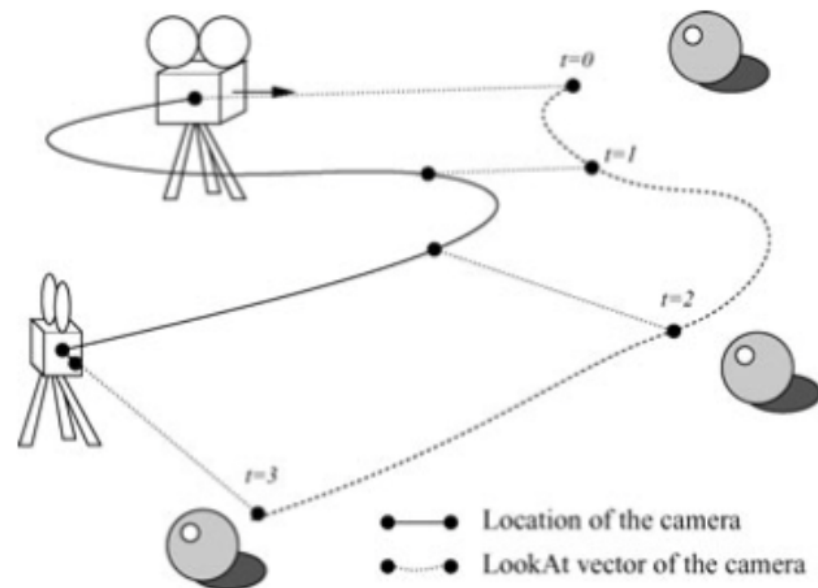 t=0
t=1
t=2
t=3
Location of the camera
LookAt vector of the camera